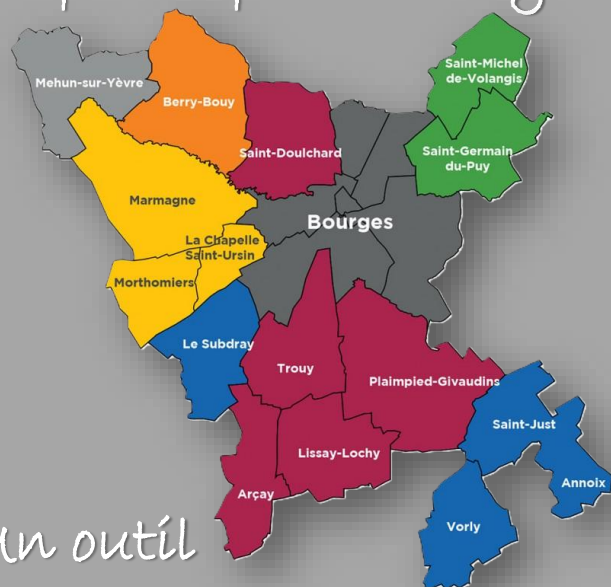 Mehun-sur-Yèvre
Berry-Bouy
Saint-Michel
de-Volangis
Saint-Doulchard
Saint-Germain
du-Puy
Marmagne
Bourges
La Chapelle
Saint-Ursin
Morthomiers
Le Subdray
Trouy
Plaimpied-Givaudins
Saint-Just
Lissay-Lochy
Annoix
Arçay
Vorly
Un outil